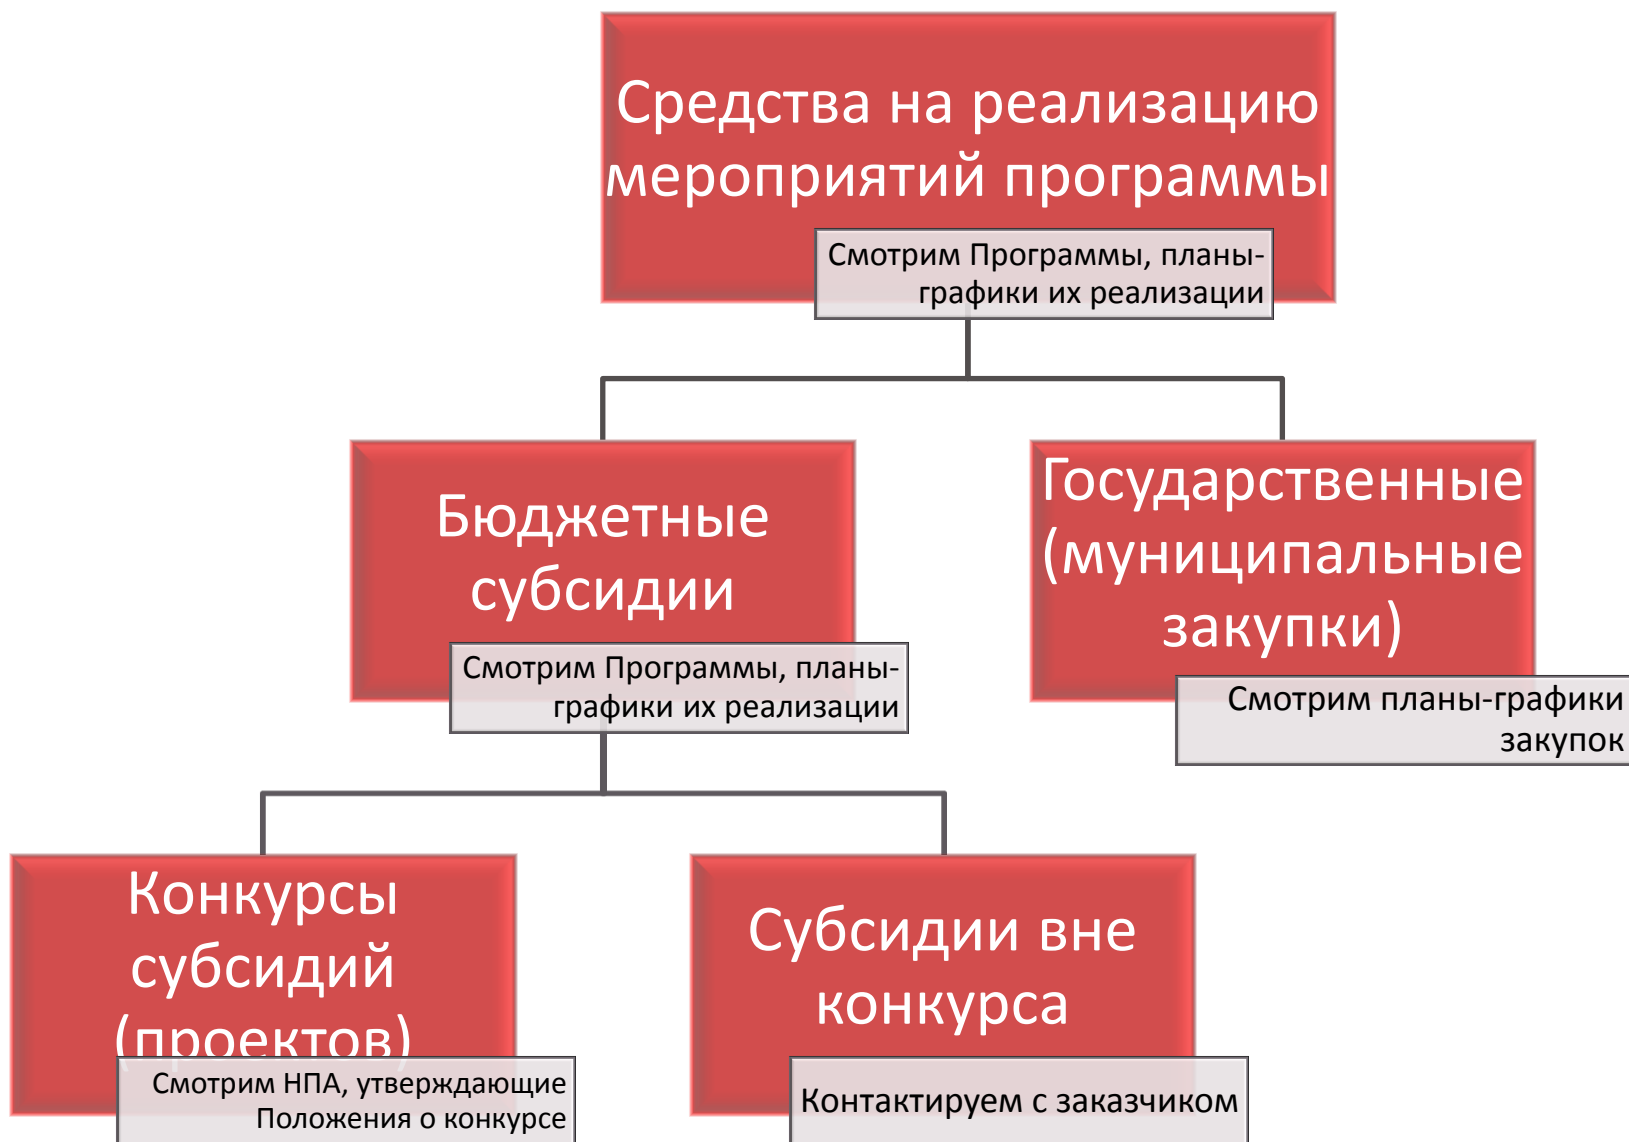 Средства на реализацию
мероприятий программы
Смотрим Программы, планы-
графики их реализации
Бюджетные
субсидии
Смотрим Программы, планы-
графики их реализации
Государственные
(муниципальные
закупки)
Смотрим планы-графики
закупок
Конкурсы
субсидий
(проектов)
Смотрим НПА, утверждающие
Положения о конкурсе
Субсидии вне
конкурса
Контактируем с заказчиком